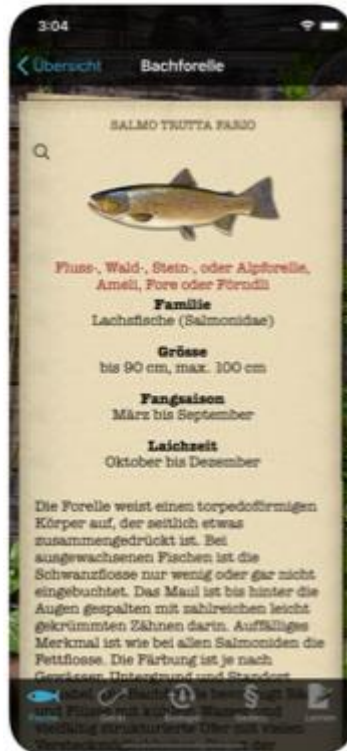 3:04
Übersicht
Bachforelle
SALMO TRUTTA FARIO
Fluss-, Wald-, Stein-, oder Alpforelle,
Ameli, Fore oder Förndli
Familie
Lachsfische (Salmonidae)
Grösse
bis 90 cm, max. 100 cm
Fangsaison
März bis September
Laichzeit
Oktober bis Dezember
Die Forelle weist einen torpedoförmigen
Körper auf, der seitlich etwas
zusammengedrückt ist. Bei
ausgewachsenen Fischen ist die
Schwanzflosse nur wenig oder gar nicht
eingebuchtet. Das Maul ist bis hinter die
Augen gespalten mit zahlreichen leicht
gekrümmten Zähnen darin. Auffälliges
Merkmal ist wie bei allen Salmoniden die
Fettflosse. Die Färbung ist je nach
Gewässer, Untergrund und Standort